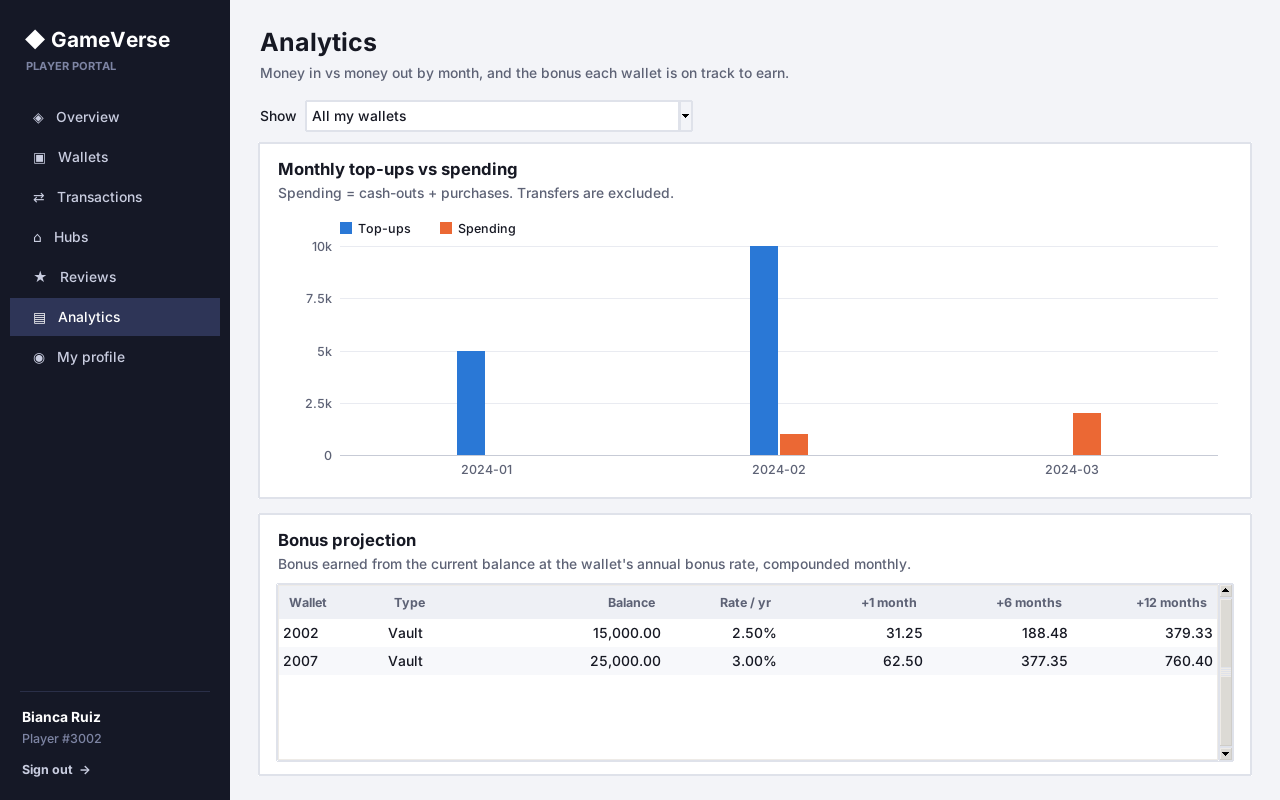 ◆ GameVerse
PLAYER PORTAL
◈ Overview
▣ Wallets
⇄ Transactions
⌂ Hubs
★ Reviews
▤ Analytics
◉ My profile
Bianca Ruiz
Player #3002
Sign out →
Analytics
Money in vs money out by month, and the bonus each wallet is on track to earn.
Show All my wallets
Monthly top-ups vs spending
Spending = cash-outs + purchases. Transfers are excluded.
Top-ups Spending
10k
7.5k
5k
2.5k
0
2024-01 2024-02 2024-03
Bonus projection
Bonus earned from the current balance at the wallet's annual bonus rate, compounded monthly.
Wallet Type Balance Rate / yr +1 month +6 months +12 months
2002 Vault 15,000.00 2.50% 31.25 188.48 379.33
2007 Vault 25,000.00 3.00% 62.50 377.35 760.40